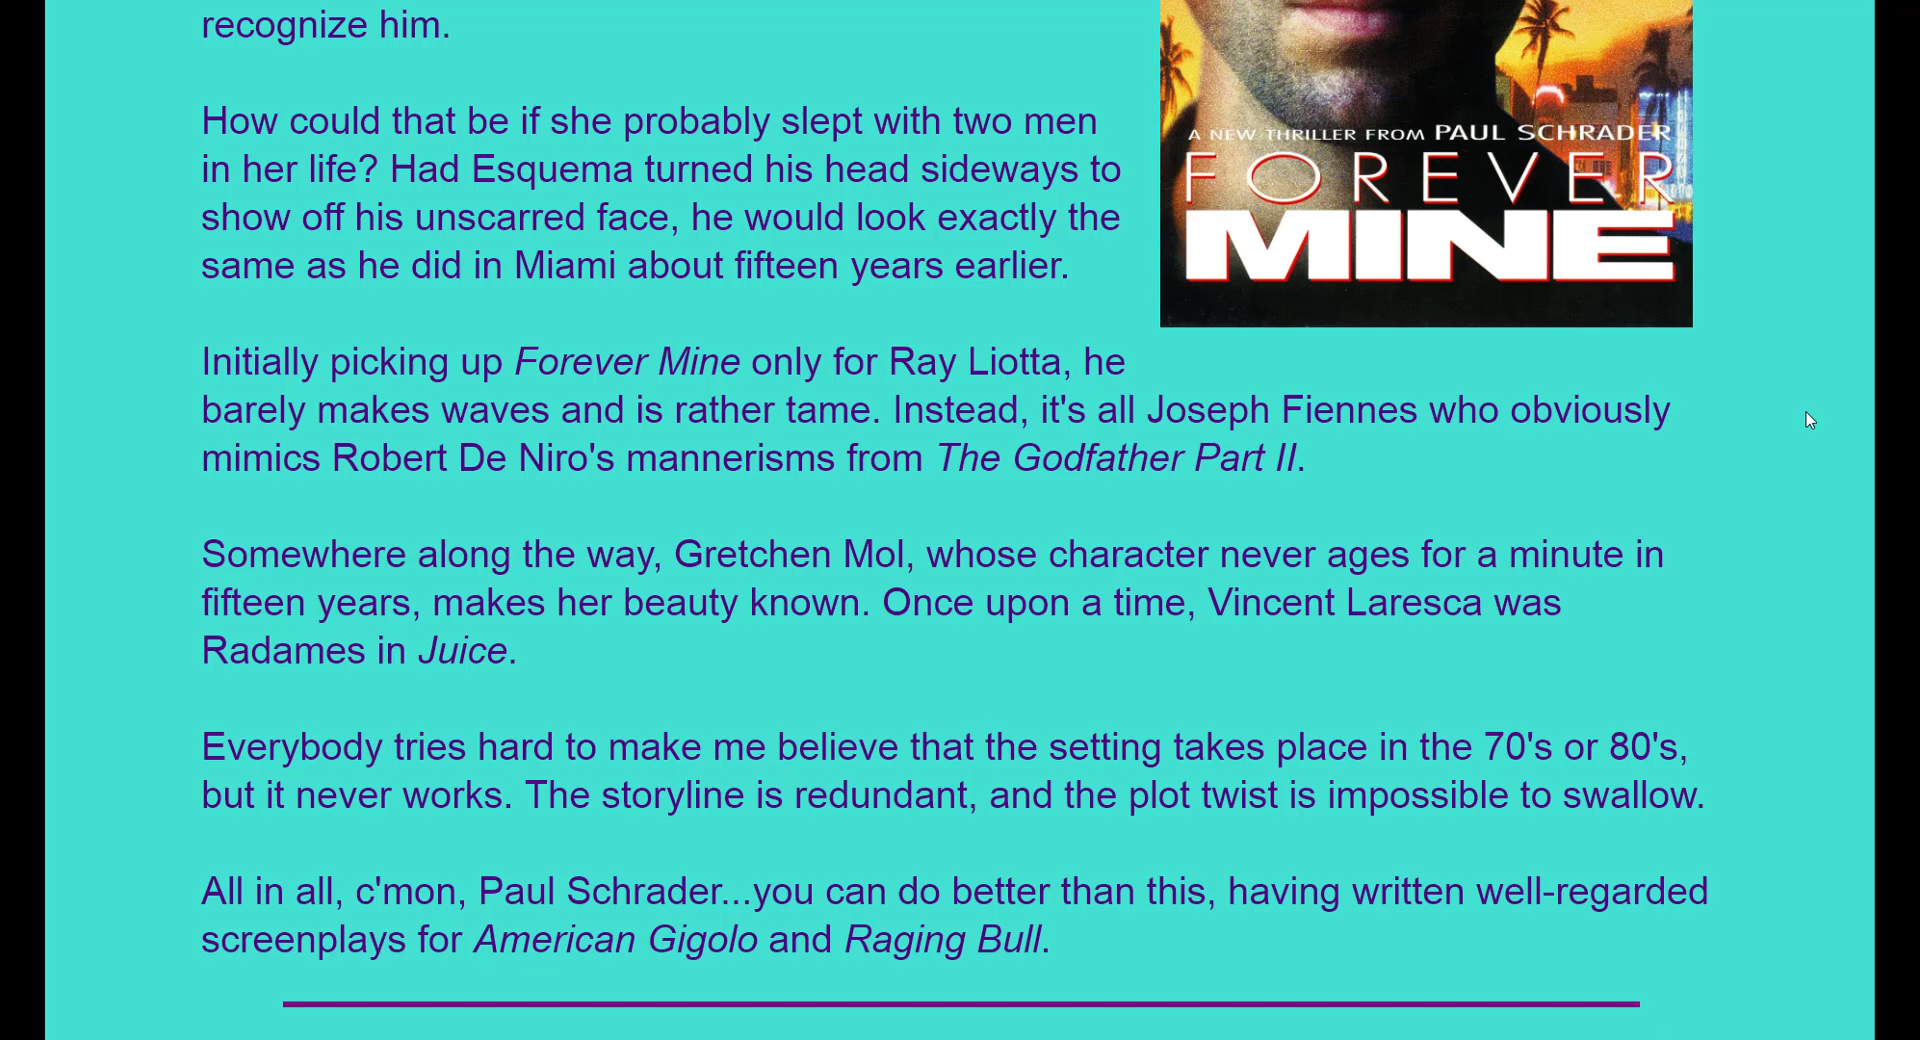 recognize him.
How could that be if she probably slept with two men
in her life? Had Esquema turned his head sideways to
show off his unscarred face, he would look exactly the
same as he did in Miami about fifteen years earlier.
A NEW THRILLER FROM PAUL SCHRADER
FOREVER
MINE
Initially picking up Forever Mine only for Ray Liotta, he
barely makes waves and is rather tame. Instead, it's all Joseph Fiennes who obviously
mimics Robert De Niro's mannerisms from The Godfather Part II.
Somewhere along the way, Gretchen Mol, whose character never ages for a minute in
fifteen years, makes her beauty known. Once upon a time, Vincent Laresca was
Radames in Juice.
Everybody tries hard to make me believe that the setting takes place in the 70's or 80's,
but it never works. The storyline is redundant, and the plot twist is impossible to swallow.
All in all, c'mon, Paul Schrader...you can do better than this, having written well-regarded
screenplays for American Gigolo and Raging Bull.